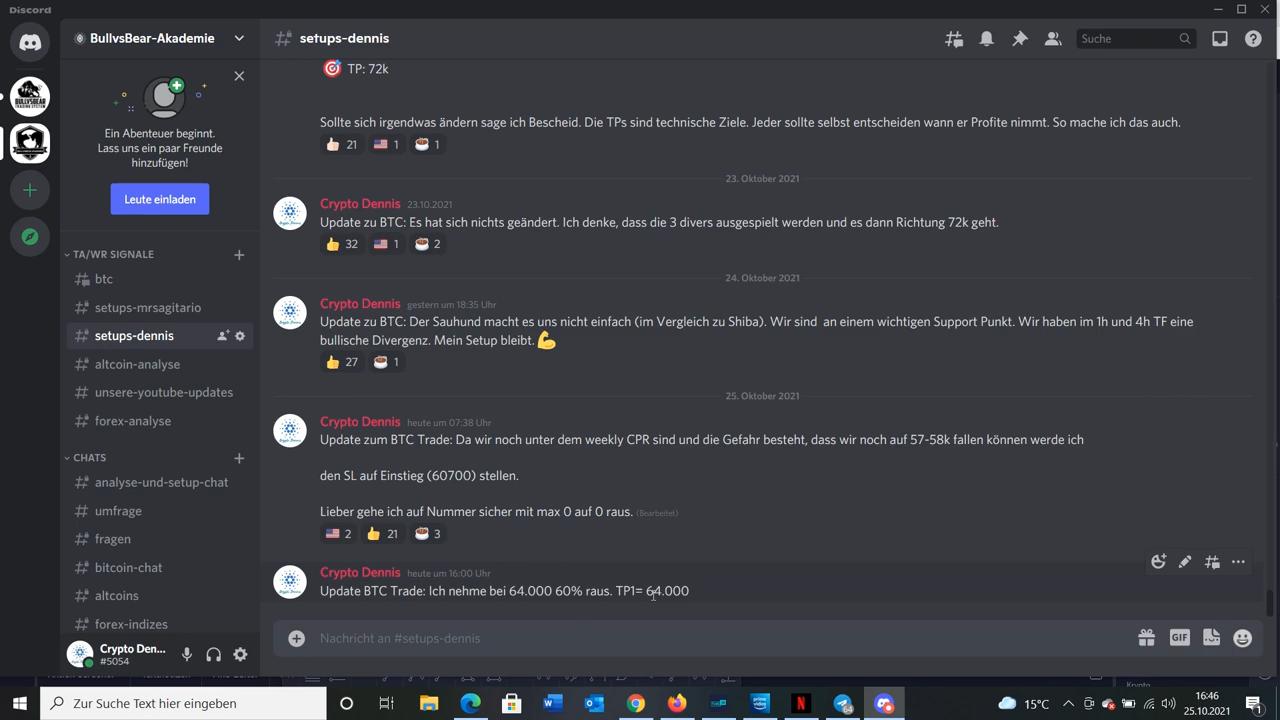 Discord
BullvsBear-Akademie
setups-dennis
Suche
TP: 72k
Ein Abenteuer beginnt.
Lass uns ein paar Freunde
hinzufügen!
Leute einladen
Sollte sich irgendwas ändern sage ich Bescheid. Die TPs sind technische Ziele. Jeder sollte selbst entscheiden wann er Profite nimmt. So mache ich das auch.
21 1 1
23. Oktober 2021
Crypto Dennis 23.10.2021
Update zu BTC: Es hat sich nichts geändert. Ich denke, dass die 3 divers ausgespielt werden und es dann Richtung 72k geht.
32 1 2
24. Oktober 2021
Crypto Dennis gestern um 18:35 Uhr
Update zu BTC: Der Sauhund macht es uns nicht einfach (im Vergleich zu Shiba). Wir sind an einem wichtigen Support Punkt. Wir haben im 1h und 4h TF eine
bullische Divergenz. Mein Setup bleibt.
27 1
25. Oktober 2021
Crypto Dennis heute um 07:38 Uhr
Update zum BTC Trade: Da wir noch unter dem weekly CPR sind und die Gefahr besteht, dass wir noch auf 57-58k fallen können werde ich
den SL auf Einstieg (60700) stellen.
Lieber gehe ich auf Nummer sicher mit max 0 auf 0 raus. (Bearbeitet)
2 21 3
Crypto Dennis heute um 16:00 Uhr
Update BTC Trade: Ich nehme bei 64.000 60% raus. TP1= 64.000
Nachricht an #setups-dennis
GIF
TA/WR SIGNALE
btc
setups-mrsagitario
setups-dennis
altcoin-analyse
unsere-youtube-updates
forex-analyse
CHATS
analyse-und-setup-chat
umfrage
fragen
bitcoin-chat
altcoins
forex-indizes
Crypto Den...
#5054
Zur Suche Text hier eingeben
15°C
16:46
25.10.2021